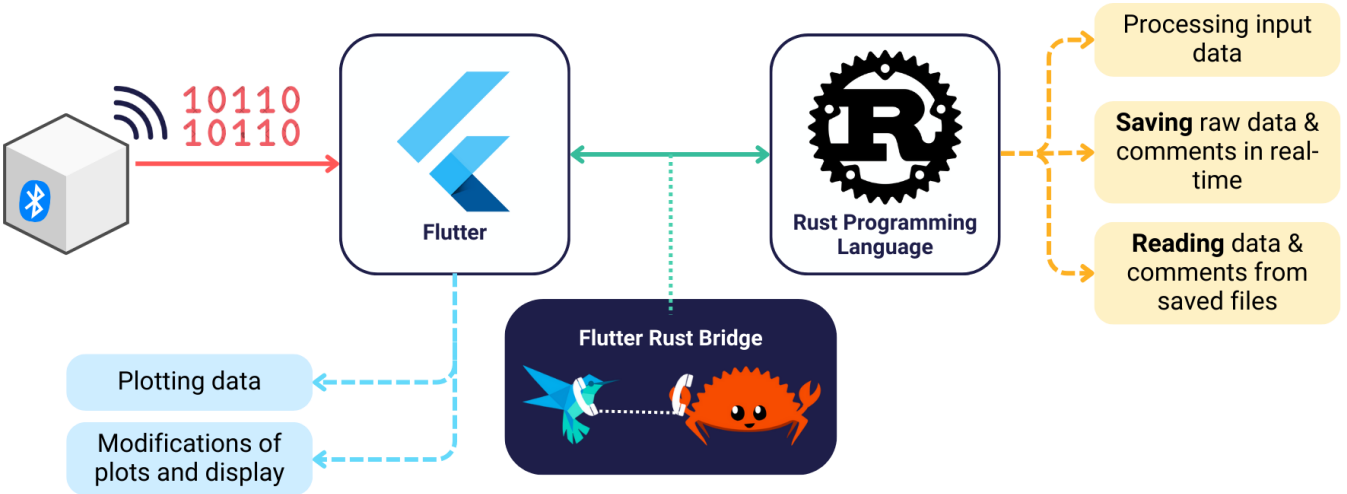 10110
10110
Flutter
R
Rust Programming
Language
Processing input
data
Saving raw data &
comments in real-
time
Reading data &
comments from
saved files
Flutter Rust Bridge
Plotting data
Modifications of
plots and display